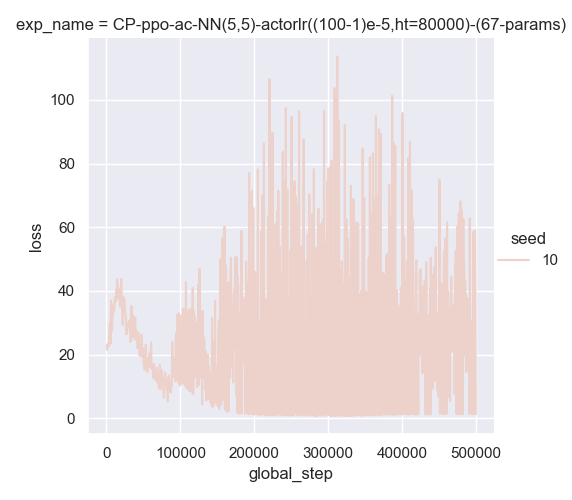 exp_name = CP-ppo-ac-NN(5,5)-actorlr((100-1)e-5,ht=80000)-(67-params)
100
80
60
40
20
0
loss
0 100000 200000 300000 400000 500000
global_step
seed
10